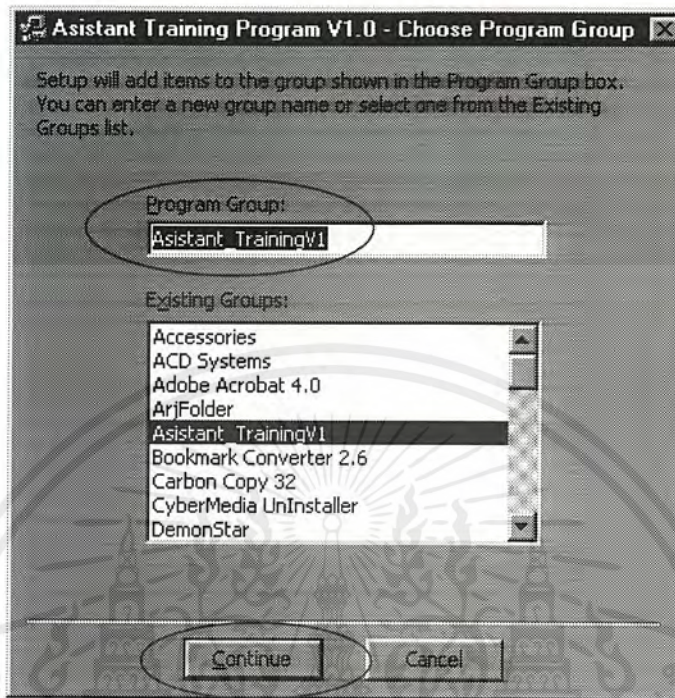 Asistant Training Program V1.0 - Choose Program Group
Setup will add items to the group shown in the Program Group box.
You can enter a new group name or select one from the Existing
Groups list.
Program Group:
Asistant_TrainingV1
Existing Groups:
Accessories
ACD Systems
Adobe Acrobat 4.0
ArjFolder
Asistant_TrainingV1
Bookmark Converter 2.6
Carbon Copy 32
CyberMedia UnInstaller
DemonStar
Continue
Cancel